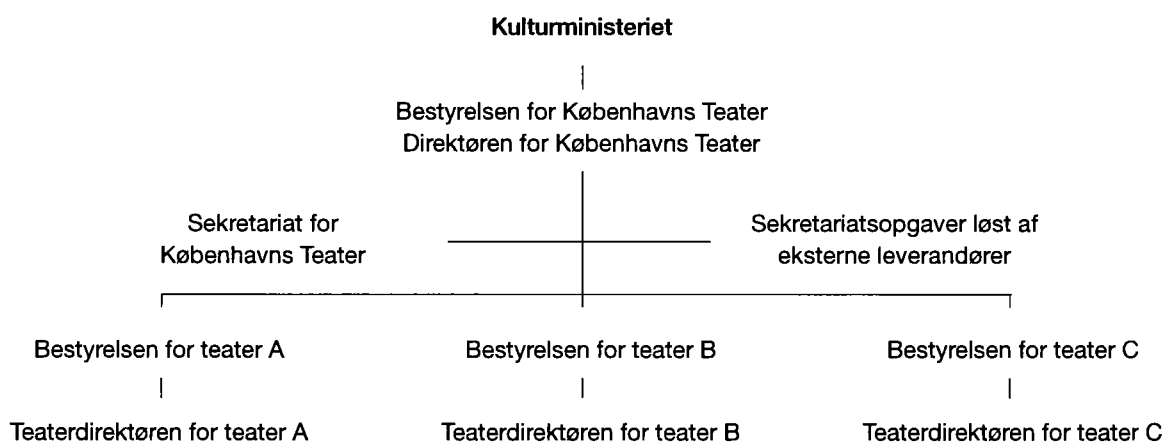 Kulturministeriet
Bestyrelsen for Københavns Teater
Direktøren for Københavns Teater
Sekretariat for
Københavns Teater
Sekretariatsopgaver løst af
eksterne leverandører
Bestyrelsen for teater A
Bestyrelsen for teater B
Bestyrelsen for teater C
Teaterdirektøren for teater A
Teaterdirektøren for teater B
Teaterdirektøren for teater C